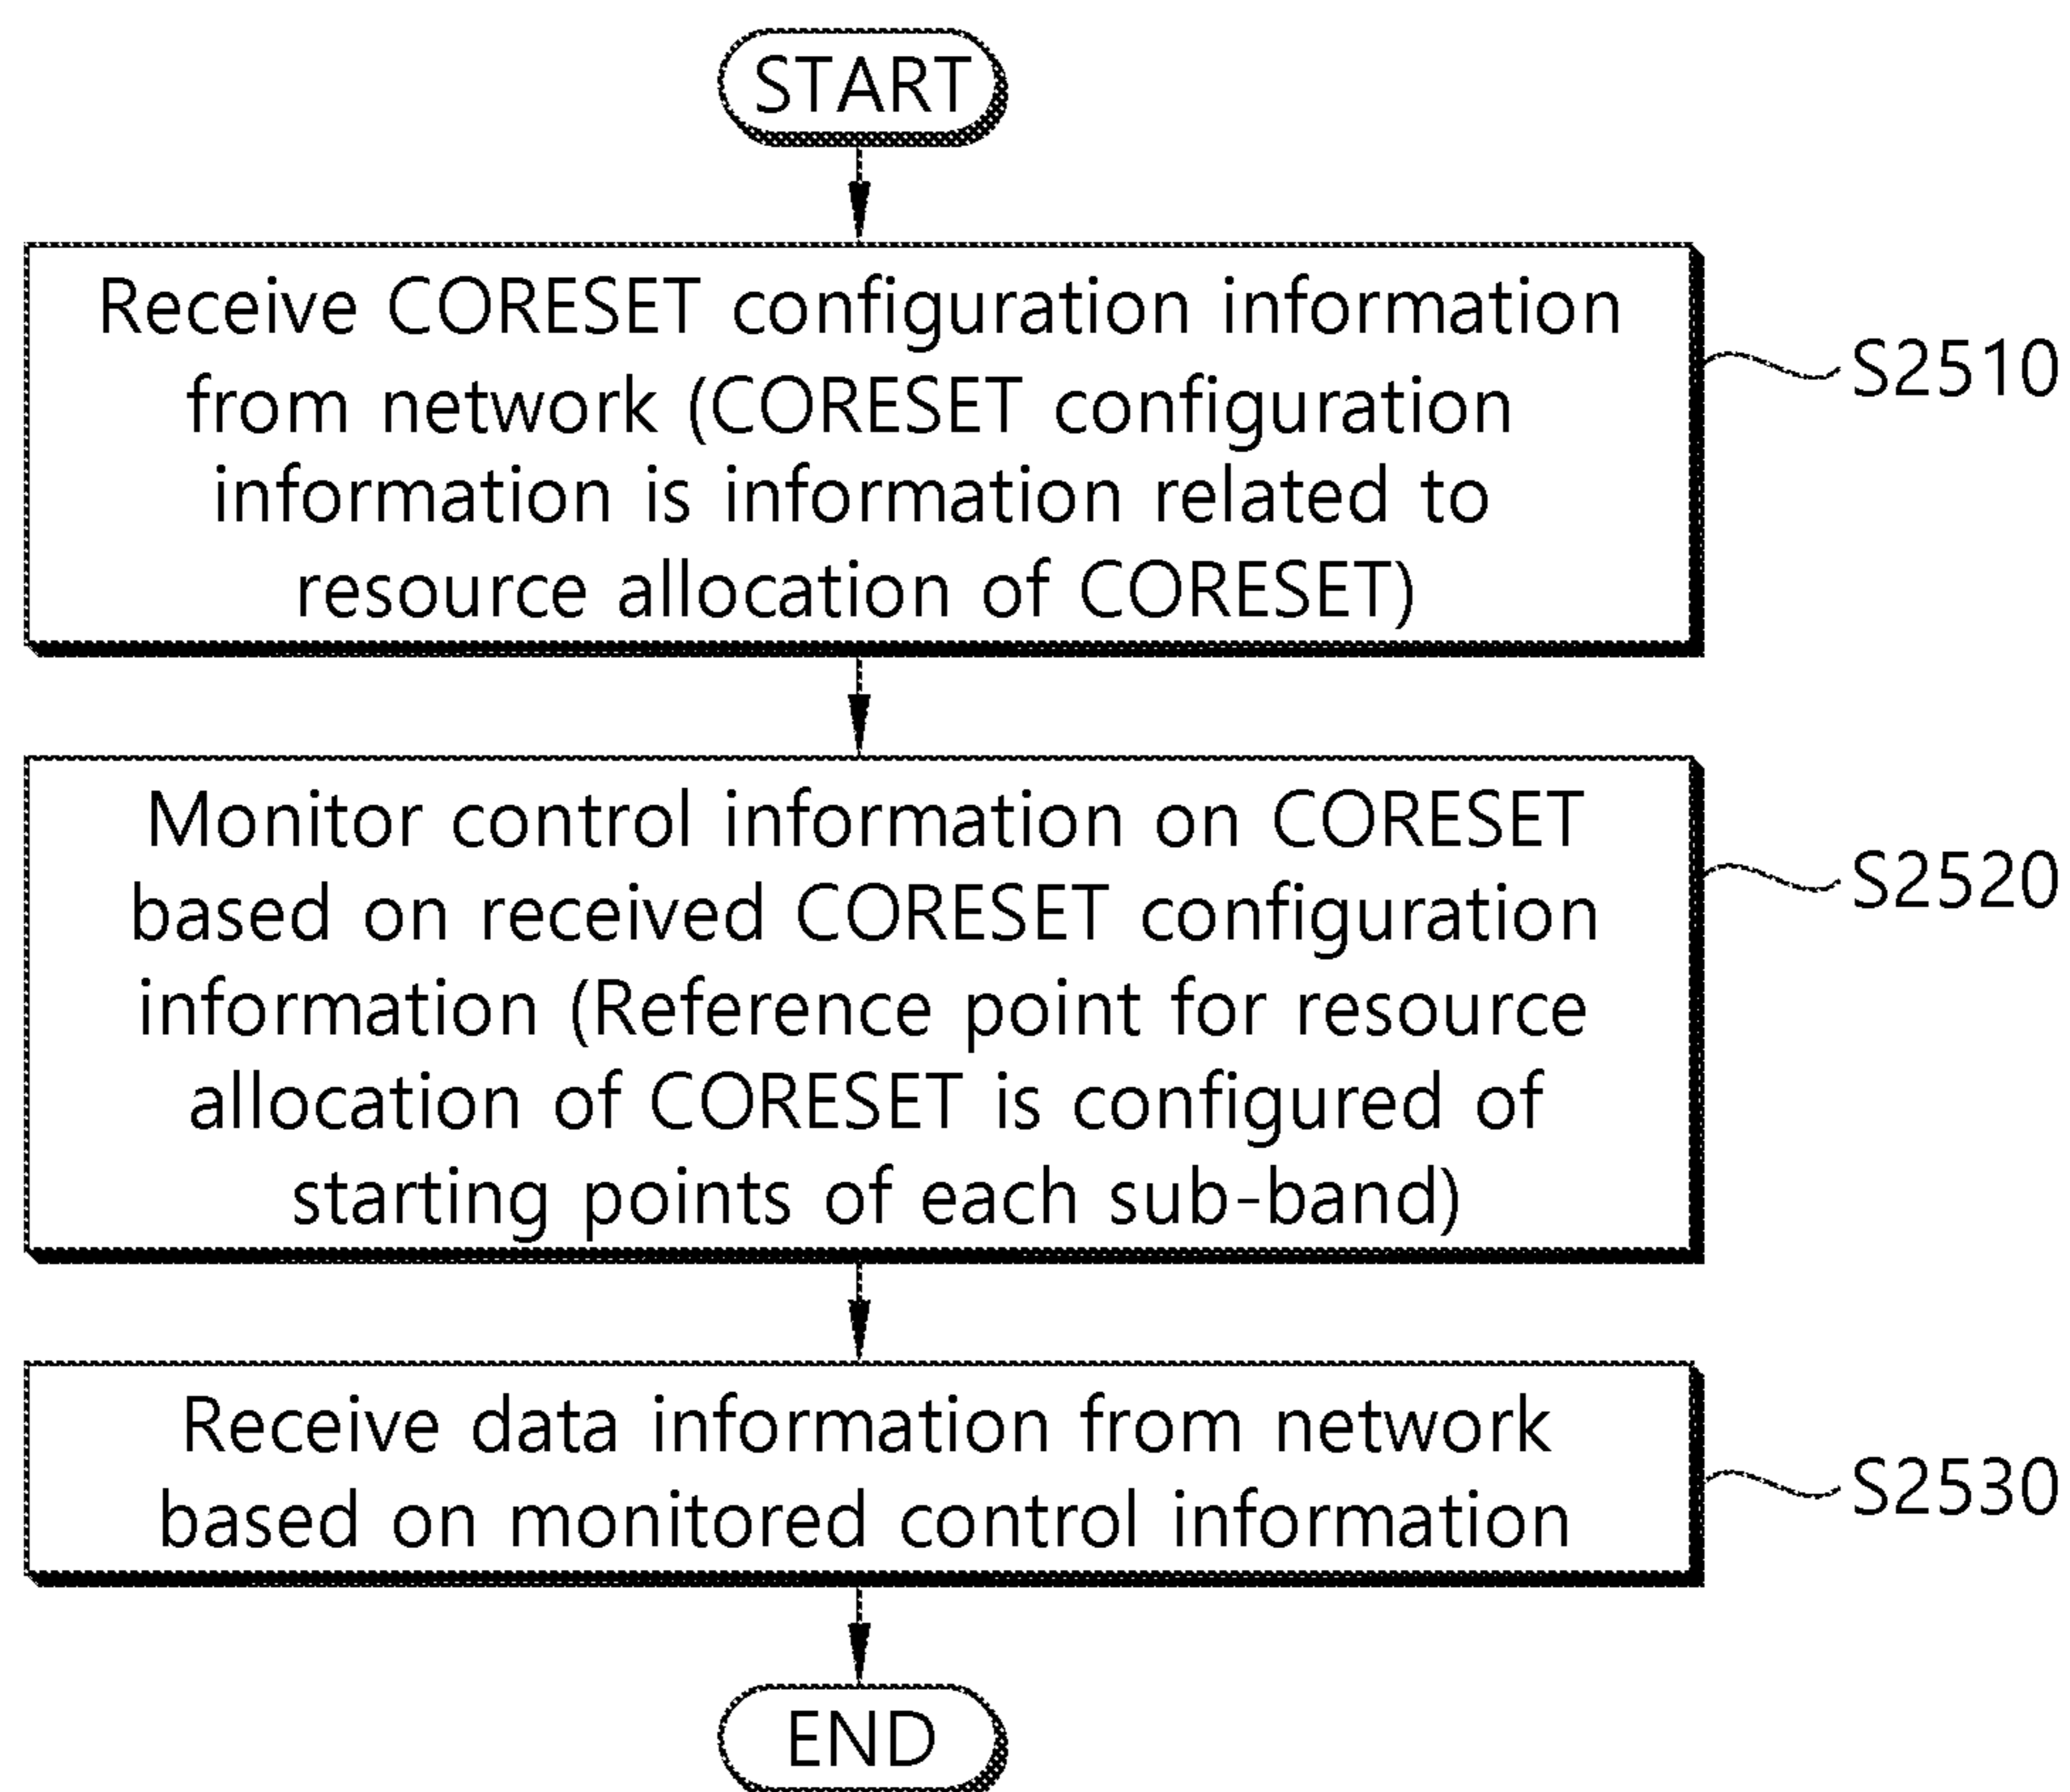 START
Receive CORESET configuration information
from network (CORESET configuration
information is information related to
resource allocation of CORESET)
S2510
Monitor control information on CORESET
based on received CORESET configuration
information (Reference point for resource
allocation of CORESET is configured of
starting points of each sub-band)
S2520
Receive data information from network
based on monitored control information
S2530
END